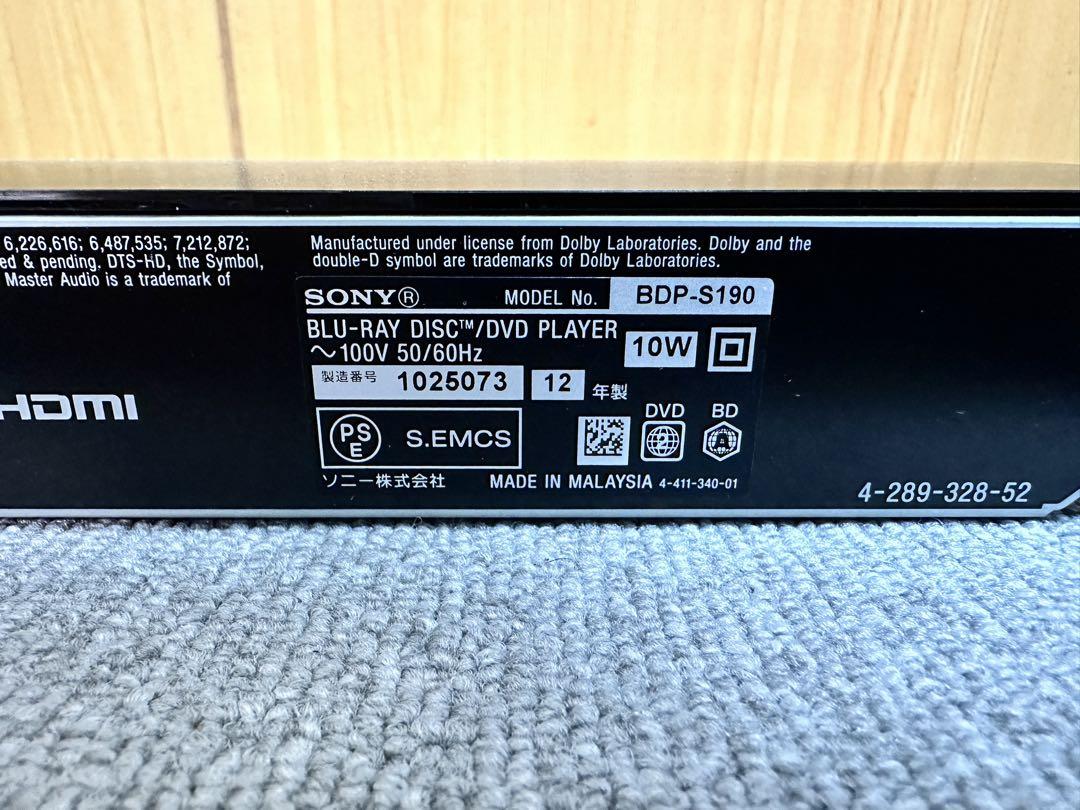 6,226,616; 6,487,535; 7,212,872;
ed & pending. DTS-HD, the Symbol,
Master Audio is a trademark of
Manufactured under license from Dolby Laboratories. Dolby and the
double-D symbol are trademarks of Dolby Laboratories.
SONY® MODEL No. BDP-S190
BLU-RAY DISC™/DVD PLAYER
～100V 50/60Hz 10W
製造番号 1025073 12 年製
PSE S.EMCS
DVD BD
2 A
ソニー株式会社 MADE IN MALAYSIA 4-411-340-01
HDMI
4-289-328-52